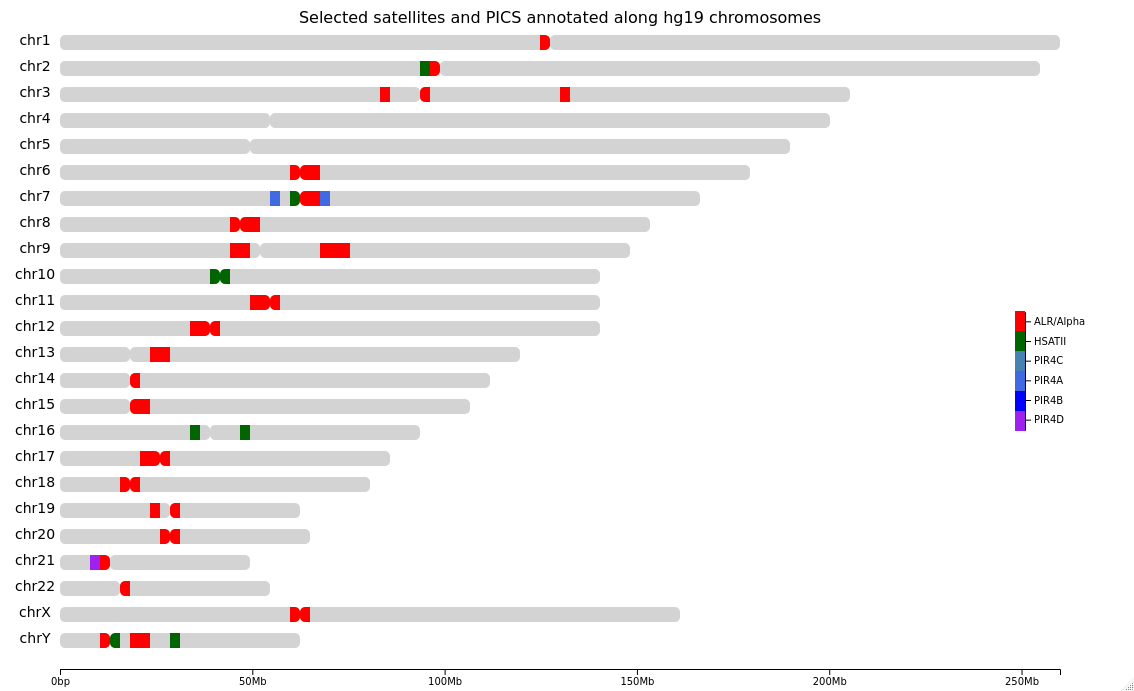 Selected satellites and PICS annotated along hg19 chromosomes
chr1
chr2
chr3
chr4
chr5
chr6
chr7
chr8
chr9
chr10
chr11
chr12
chr13
chr14
chr15
chr16
chr17
chr18
chr19
chr20
chr21
chr22
chrX
chrY
ALR/Alpha
HSATII
PIR4C
PIR4A
PIR4B
PIR4D
0bp 50Mb 100Mb 150Mb 200Mb 250Mb